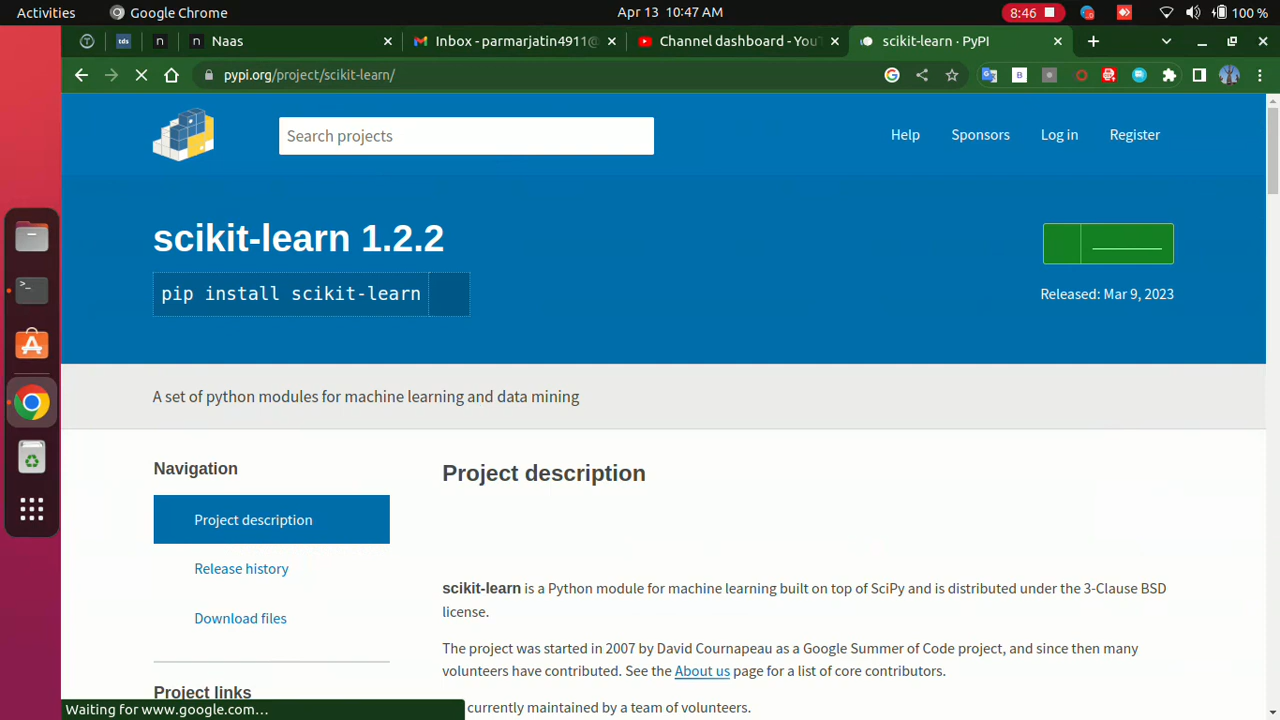 Activities
Google Chrome
Apr 13 10:47 AM
8:46
100 %
tds
n
n
Naas
Inbox - parmarjatin4911@
Channel dashboard - You
scikit-learn · PyPI
pypi.org/project/scikit-learn/
Search projects
Help
Sponsors
Log in
Register
scikit-learn 1.2.2
pip install scikit-learn
Released: Mar 9, 2023
A set of python modules for machine learning and data mining
Navigation
Project description
Release history
Download files
Project links
Project description
scikit-learn is a Python module for machine learning built on top of SciPy and is distributed under the 3-Clause BSD
license.
The project was started in 2007 by David Cournapeau as a Google Summer of Code project, and since then many
volunteers have contributed. See the About us page for a list of core contributors.
currently maintained by a team of volunteers.
Waiting for www.google.com...